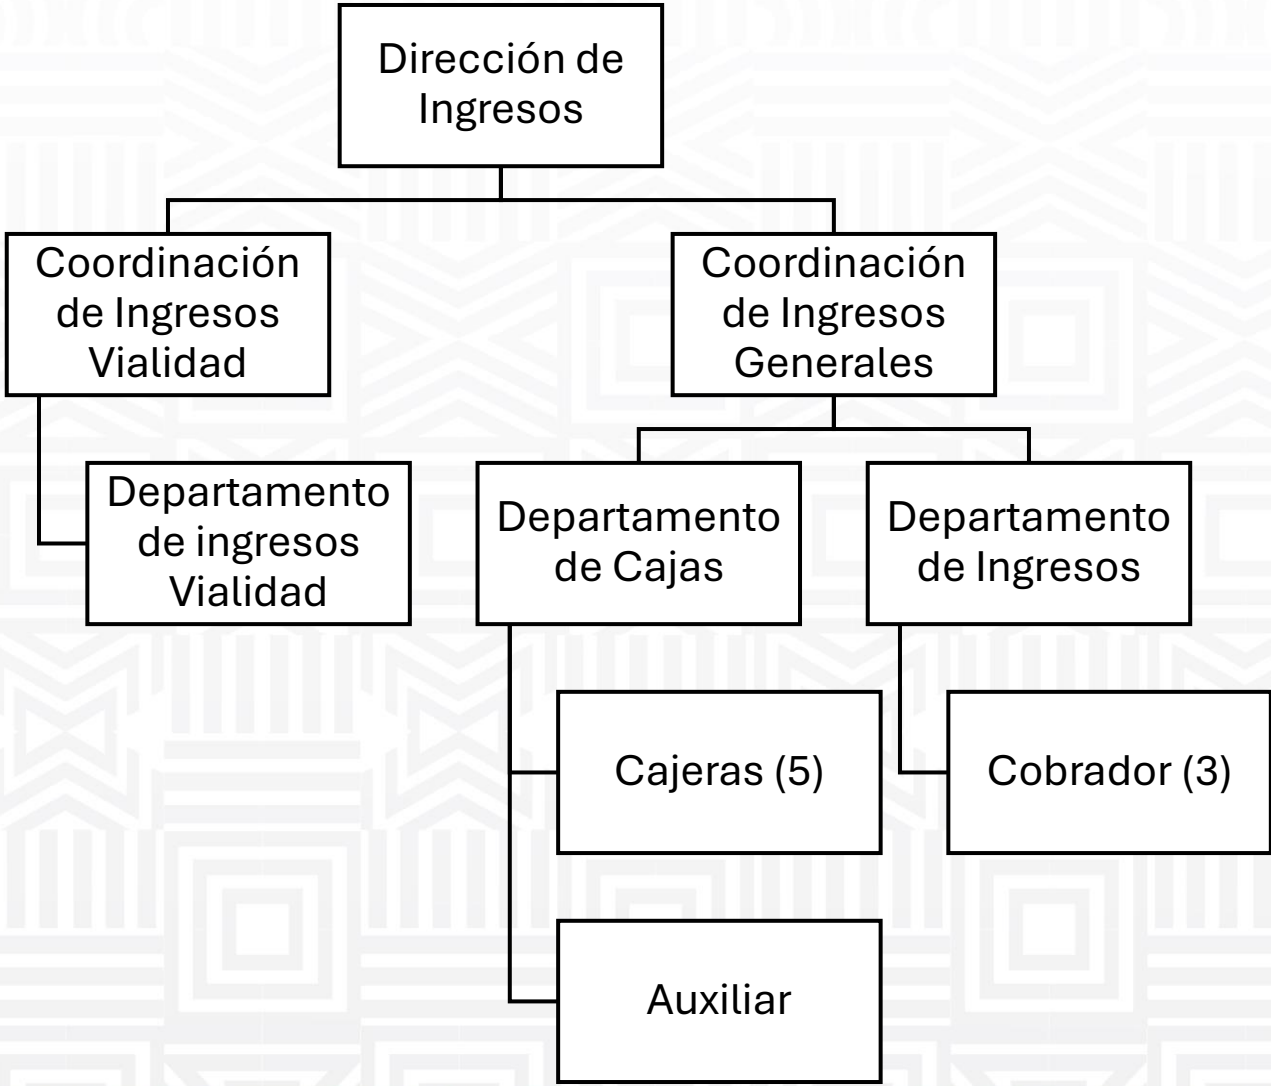 Dirección de
Ingresos
Coordinación
de Ingresos
Vialidad
Coordinación
de Ingresos
Generales
Departamento
de ingresos
Vialidad
Departamento
de Cajas
Departamento
de Ingresos
Cajeras (5)
Cobrador (3)
Auxiliar